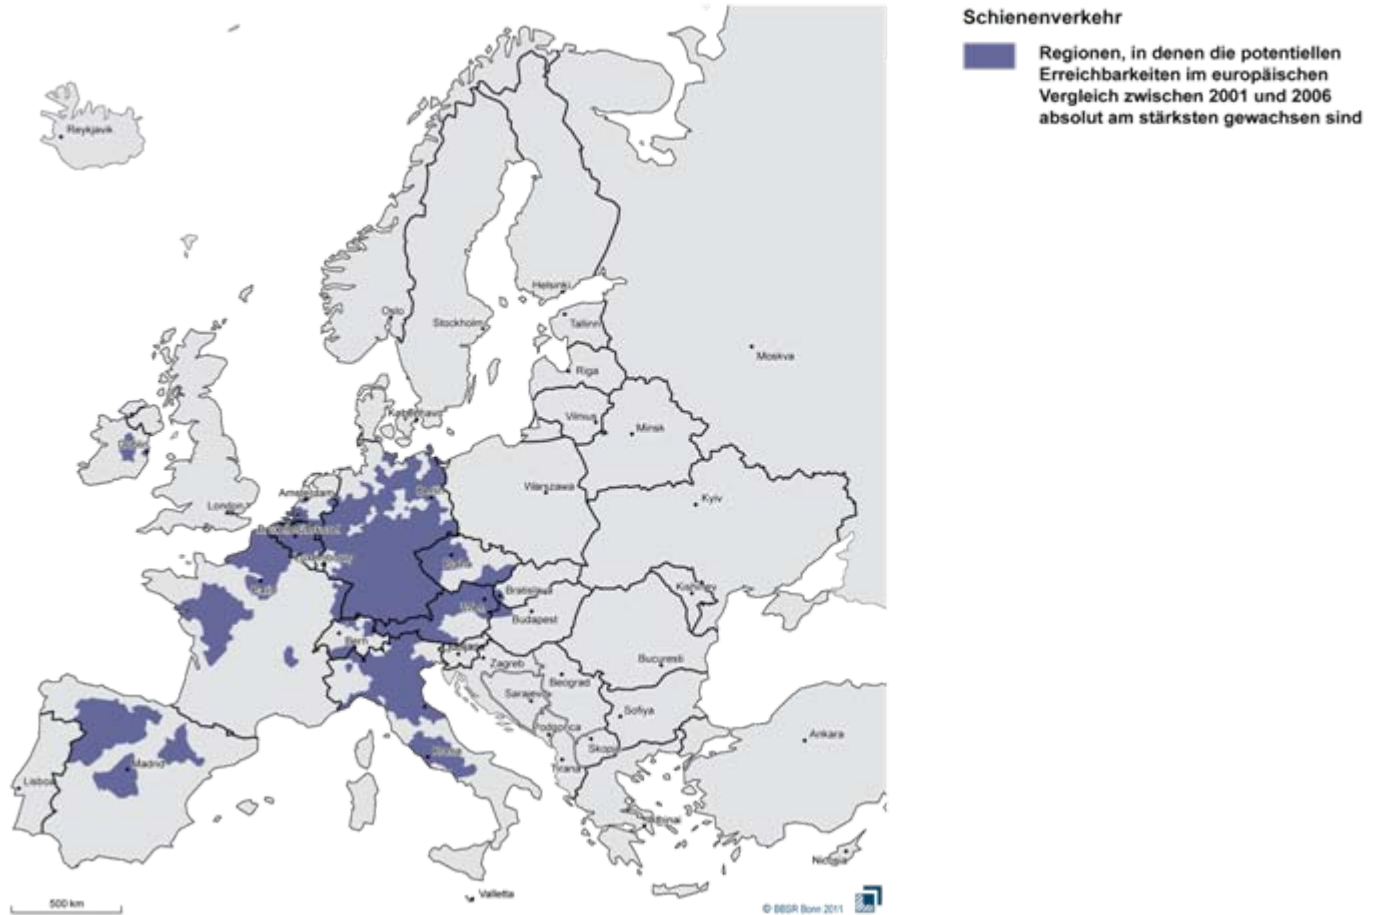 Schienenverkehr
Regionen, in denen die potentiellen
Erreichbarkeiten im europäischen
Vergleich zwischen 2001 und 2006
absolut am stärksten gewachsen sind
Reykjavik
Helsinki
Oslo
Stockholm
Tallinn
Moskva
Riga
Vilnius
Minsk
Amsterdam
Warszawa
London
Kyiv
Bratislava
Budapest
Bern
Zagreb
Bucuresti
Beograd
Sarajevo
Sofiya
Podgorica
Ankara
Madrid
Roma
Tirana
Lisboa
Nicosia
Valletta
500 km
© BBSR Bonn 2011